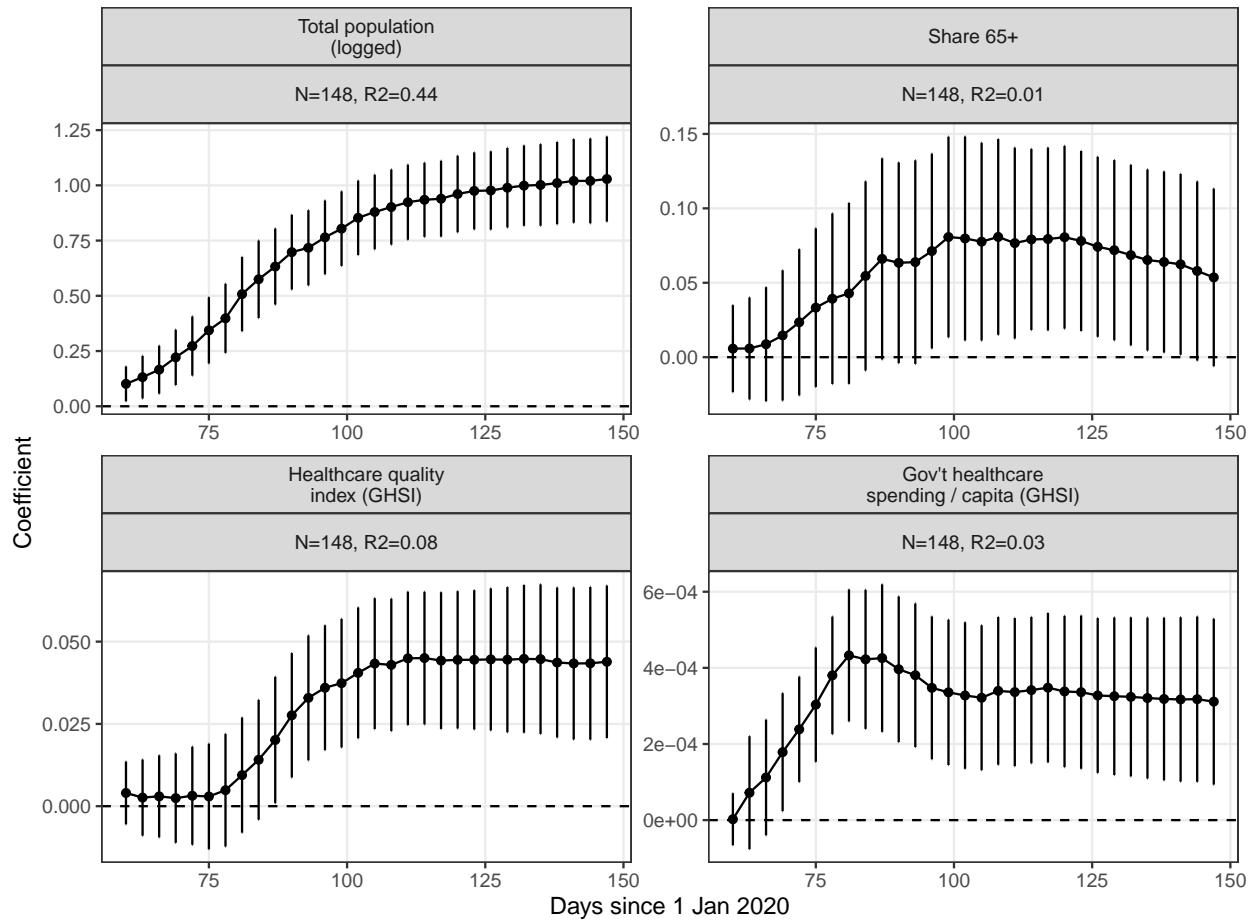 Total population
(logged)
N=148, R2=0.44
1.25
1.00
0.75
0.50
0.25
0.00
75
100
125
150
Share 65+
N=148, R2=0.01
0.15
0.10
0.05
0.00
75
100
125
150
Coefficient
Healthcare quality
index (GHSI)
N=148, R2=0.08
0.050
0.025
0.000
75
100
125
150
Gov't healthcare
spending / capita (GHSI)
N=148, R2=0.03
6e−04
4e−04
2e−04
0e+00
75
100
125
150
Days since 1 Jan 2020